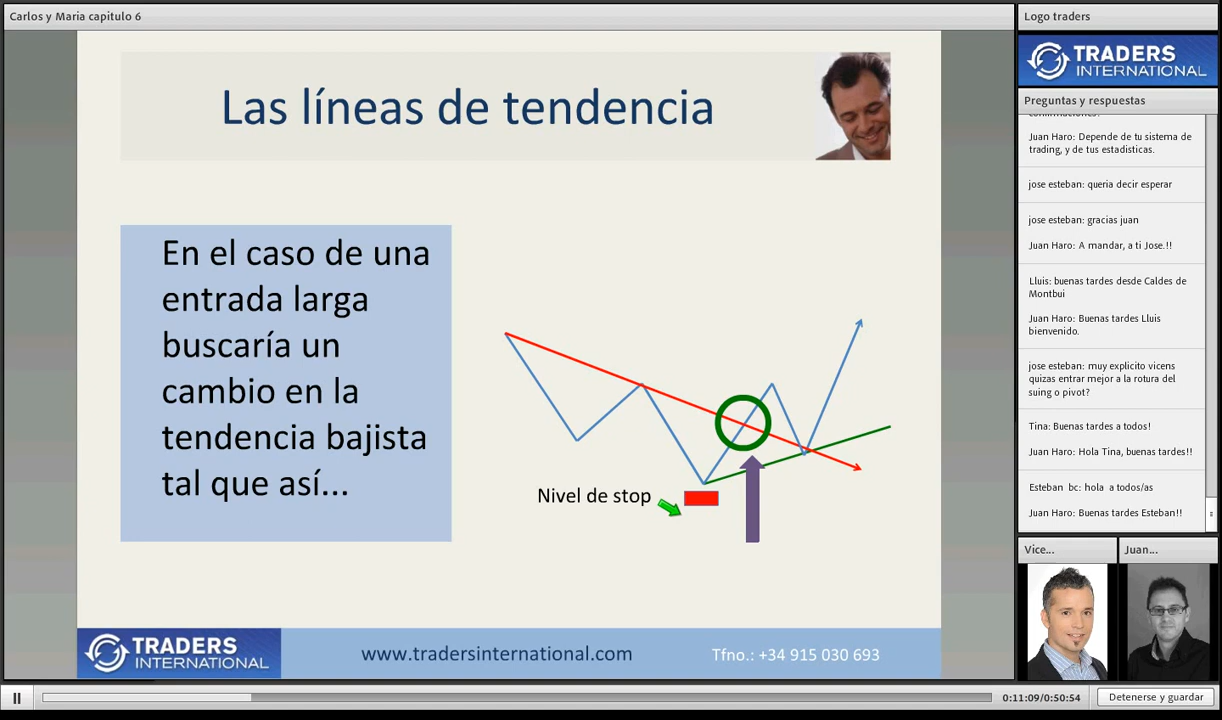 Carlos y Maria capitulo 6
Las líneas de tendencia
En el caso de una
entrada larga
buscaría un
cambio en la
tendencia bajista
tal que así...
Nivel de stop
TRADERS
INTERNATIONAL
www.tradersinternational.com
Tfno.: +34 915 030 693
Logo traders
TRADERS
INTERNATIONAL
Preguntas y respuestas
Juan Haro: Depende de tu sistema de
trading, y de tus estadisticas.
jose esteban: queria decir esperar
jose esteban: gracias juan
Juan Haro: A mandar, a ti Jose.!!
Lluis: buenas tardes desde Caldes de
Montbui
Juan Haro: Buenas tardes Lluis
bienvenido.
jose esteban: muy explicito vicens
quizas entrar mejor a la rotura del
suing o pivot?
Tina: Buenas tardes a todos!
Juan Haro: Hola Tina, buenas tardes!!
Esteban bc: hola a todos/as
Juan Haro: Buenas tardes Esteban!!
Vice...
Juan...
0:11:09/0:50:54
Detenerse y guardar